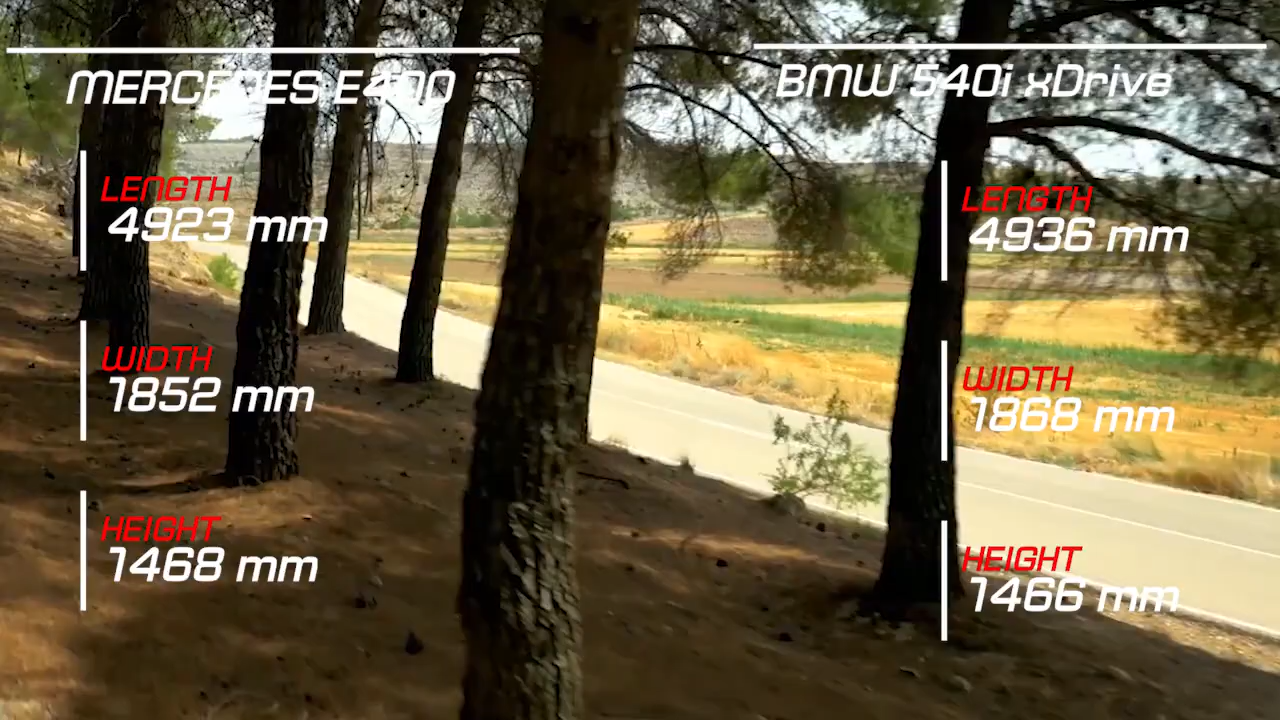 MERCEDES E400
LENGTH
4923 mm
WIDTH
1852 mm
HEIGHT
1468 mm
BMW 540i xDrive
LENGTH
4936 mm
WIDTH
1868 mm
HEIGHT
1466 mm